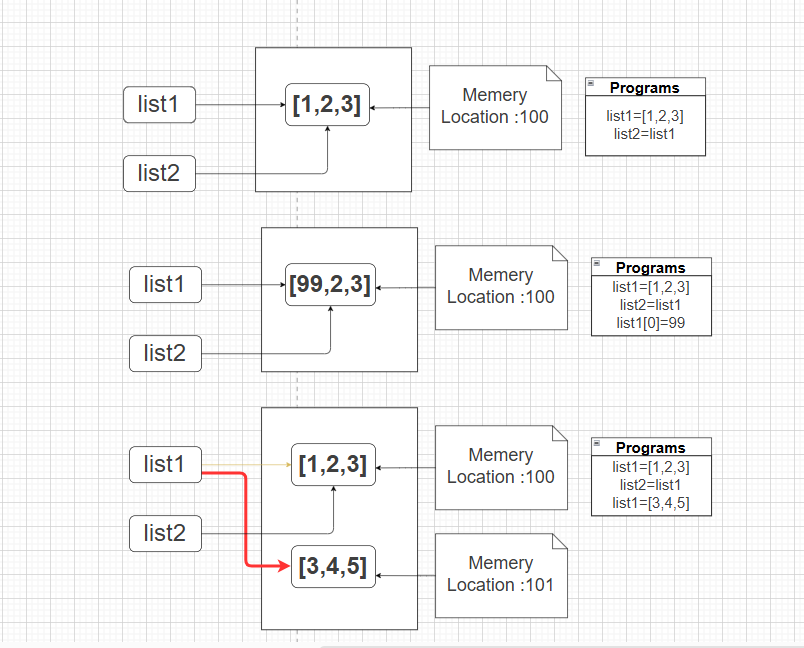 list1
[1,2,3]
list2
Memery
Location :100
Programs
list1=[1,2,3]
list2=list1
list1
[99,2,3]
list2
Memery
Location :100
Programs
list1=[1,2,3]
list2=list1
list1[0]=99
list1
[1,2,3]
list2
[3,4,5]
Memery
Location :100
Memery
Location :101
Programs
list1=[1,2,3]
list2=list1
list1=[3,4,5]